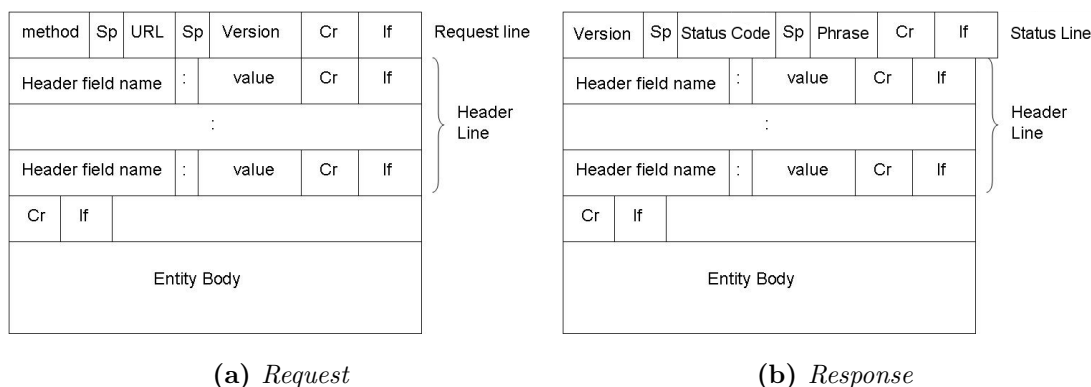 method Sp URL Sp Version Cr lf Request line
Header field name : value Cr lf
:
Header field name : value Cr lf
Header
Line
Cr lf
Entity Body
(a) Request
Version Sp Status Code Sp Phrase Cr lf Status Line
Header field name : value Cr lf
:
Header field name : value Cr lf
Header
Line
Cr lf
Entity Body
(b) Response